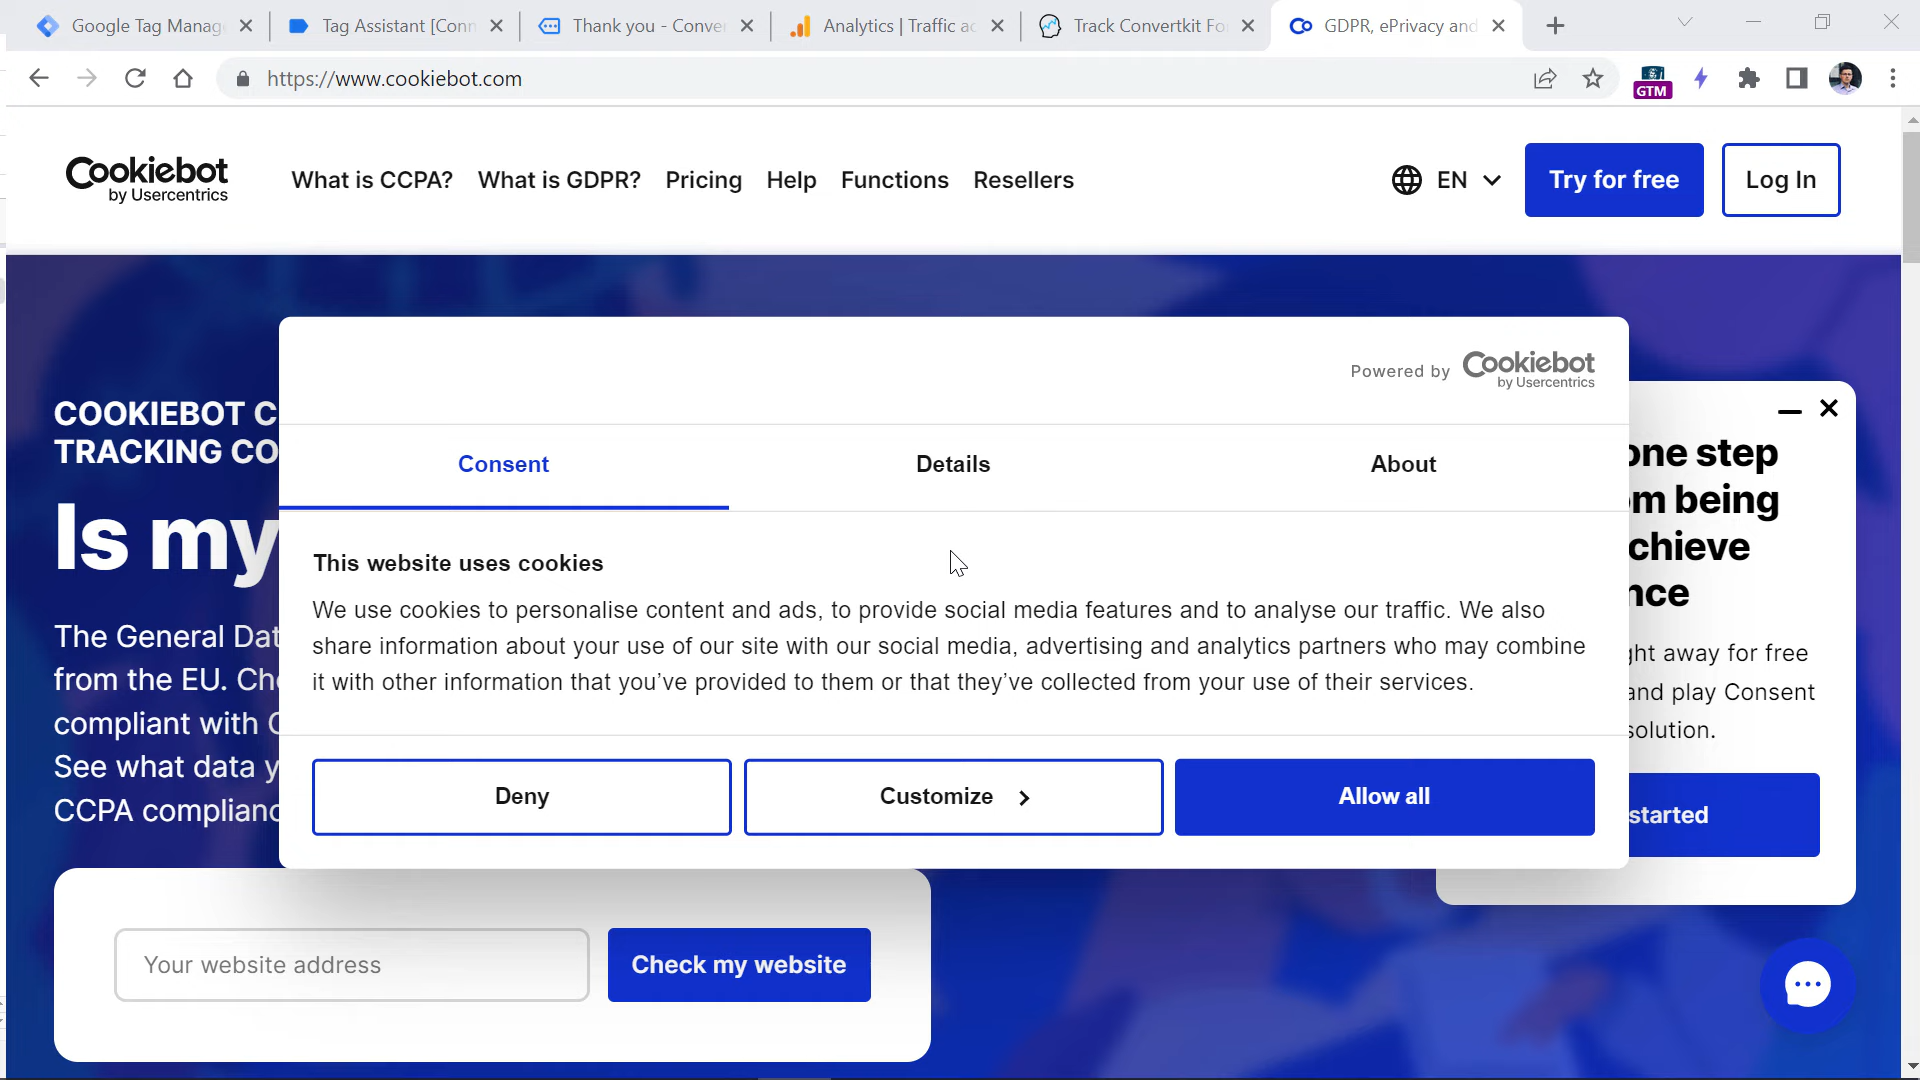 Google Tag Manag
Tag Assistant [Conn
Thank you - Conver
Analytics | Traffic ac
Track Convertkit Fo
GDPR, ePrivacy and
https://www.cookiebot.com
GTM
Cookiebot
by Usercentrics
What is CCPA?
What is GDPR?
Pricing
Help
Functions
Resellers
EN
Try for free
Log In
Powered by
Cookiebot
by Usercentrics
COOKIEBOT C
TRACKING CO
Is my
The General Dat
from the EU. Che
compliant with
See what data y
CCPA complianc
Consent
Details
About
This website uses cookies
We use cookies to personalise content and ads, to provide social media features and to analyse our traffic. We also
share information about your use of our site with our social media, advertising and analytics partners who may combine
it with other information that you've provided to them or that they've collected from your use of their services.
Deny
Customize
Allow all
one step
m being
chieve
nce
ght away for free
and play Consent
solution.
started
Your website address
Check my website